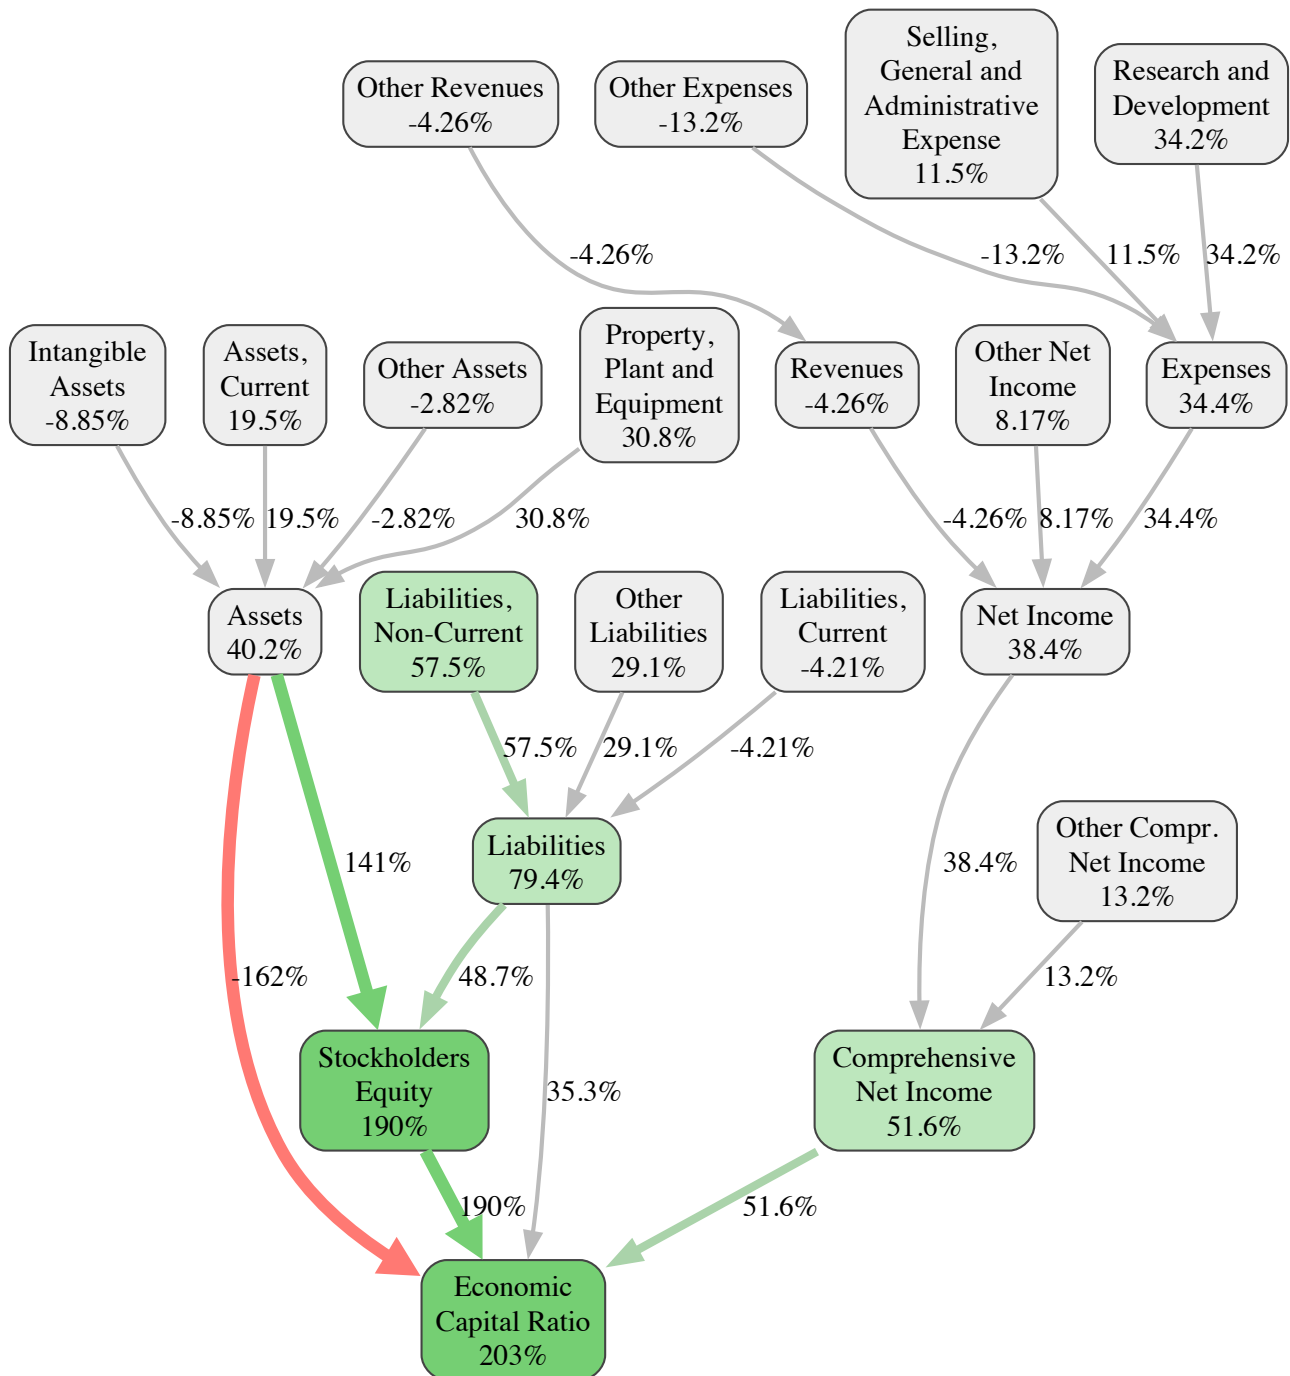 Selling,
General and
Administrative
Expense
11.5%
Other Revenues
-4.26%
Other Expenses
-13.2%
Research and
Development
34.2%
-4.26%
-13.2%
11.5%
34.2%
Intangible
Assets
-8.85%
Assets,
Current
19.5%
Other Assets
-2.82%
Property,
Plant and
Equipment
30.8%
Revenues
-4.26%
Other Net
Income
8.17%
Expenses
34.4%
-8.85%
19.5%
-2.82%
30.8%
-4.26%
8.17%
34.4%
Assets
40.2%
Liabilities,
Non-Current
57.5%
Other
Liabilities
29.1%
Liabilities,
Current
-4.21%
Net Income
38.4%
57.5%
29.1%
-4.21%
141%
Liabilities
79.4%
38.4%
Other Compr.
Net Income
13.2%
-162%
48.7%
13.2%
Stockholders
Equity
190%
35.3%
Comprehensive
Net Income
51.6%
190%
51.6%
Economic
Capital Ratio
203%